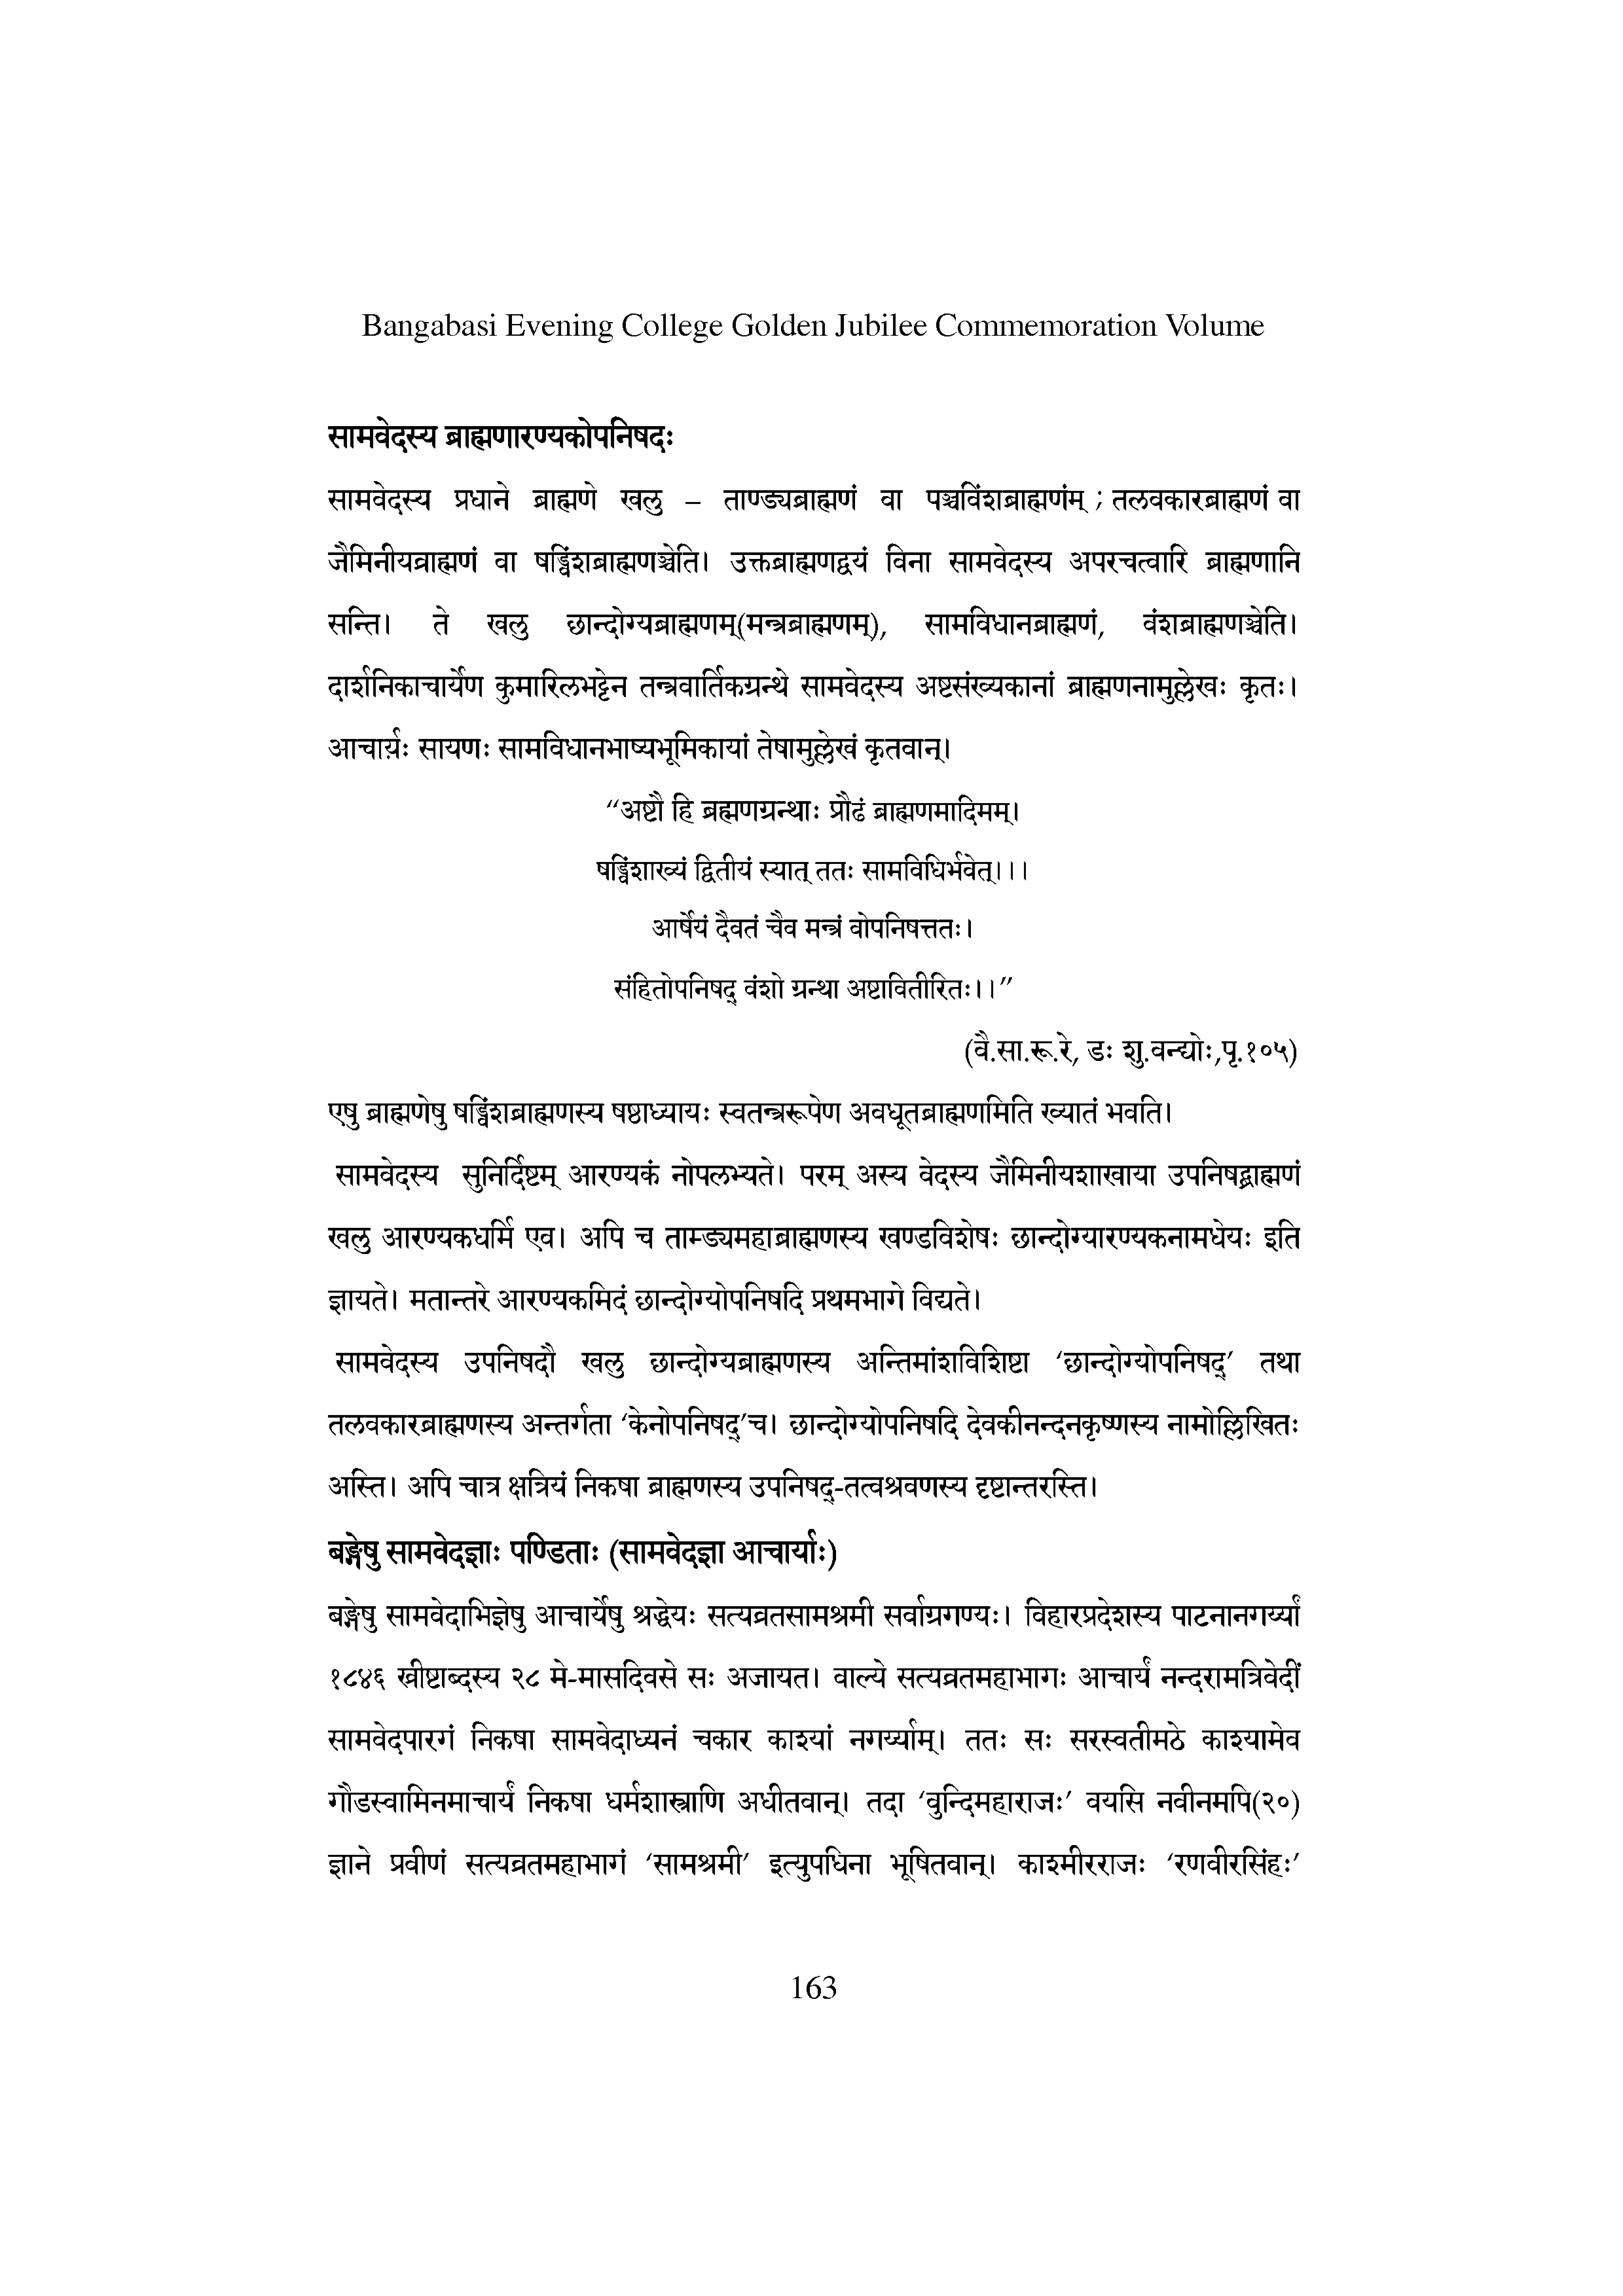 Bangabasi Evening College Golden Jubilee Commemoration Volume
सामवेदस्य ब्राह्मणारण्यकोपनिषदः
सामवेदस्य प्रधाने ब्राह्मणे खलु – ताण्ड्यब्राह्मणं वा पञ्चविंशब्राह्मणंम् ; तलवकारब्राह्मणं वा
जैमिनीयव्राह्मणं वा षड्विंशब्राह्मणञ्चेति। उक्तब्राह्मणद्वयं विना सामवेदस्य अपरचत्वारि ब्राह्मणानि
सन्ति। ते खलु छान्दोग्यब्राह्मणम्(मन्त्रब्राह्मणम्), सामविधानब्राह्मणं, वंशब्राह्मणञ्चेति।
दार्शनिकाचार्येण कुमारिलभट्टेन तन्त्रवार्तिकग्रन्थे सामवेदस्य अष्टसंख्यकानां ब्राह्मणनामुल्लेखः कृतः।
आचार्य़ः सायणः सामविधानभाष्यभूमिकायां तेषामुल्लेखं कृतवान्।
“अष्टौ हि ब्रह्मणग्रन्थाः प्रौढं ब्राह्मणमादिमम्।
षड्विंशाख्यं द्वितीयं स्यात् ततः सामविधिर्भवेत्।।।
आर्षेयं दैवतं चैव मन्त्रं वोपनिषत्ततः।
संहितोपनिषद् वंशो ग्रन्था अष्टावितीरितः।।”
(वै.सा.रू.रे, डः शु.वन्द्योः,पृ.१०५)
एषु ब्राह्मणेषु षड्विंशब्राह्मणस्य षष्ठाध्यायः स्वतन्त्ररूपेण अवधूतब्राह्मणमिति ख्यातं भवति।
सामवेदस्य सुनिर्दिष्टम् आरण्यकं नोपलभ्यते। परम् अस्य वेदस्य जैमिनीयशाखाया उपनिषद्ब्राह्मणं
खलु आरण्यकधर्मि एव। अपि च ताम्ड्यमहाब्राह्मणस्य खण्डविशेषः छान्दोग्यारण्यकनामधेयः इति
ज्ञायते। मतान्तरे आरण्यकमिदं छान्दोग्योपनिषदि प्रथमभागे विद्यते।
सामवेदस्य उपनिषदौ खलु छान्दोग्यब्राह्मणस्य अन्तिमांशविशिष्टा ‘छान्दोग्योपनिषद्’ तथा
तलवकारब्राह्मणस्य अन्तर्गता ‘केनोपनिषद्’च। छान्दोग्योपनिषदि देवकीनन्दनकृष्णस्य नामोल्लिखितः
अस्ति। अपि चात्र क्षत्रियं निकषा ब्राह्मणस्य उपनिषद्-तत्वश्रवणस्य दृष्टान्तरस्ति।
बङ्गेषु सामवेदज्ञाः पण्डिताः (सामवेदज्ञा आचार्याः)
बङ्गेषु सामवेदाभिज्ञेषु आचार्येषु श्रद्धेयः सत्यव्रतसामश्रमी सर्वाग्रगण्यः। विहारप्रदेशस्य पाटनानगर्य्यां
१८४६ ख्रीष्टाब्दस्य २८ मे-मासदिवसे सः अजायत। वाल्ये सत्यव्रतमहाभागः आचार्यं नन्दरामत्रिवेदीं
सामवेदपारगं निकषा सामवेदाध्यनं चकार काश्यां नगर्य्याम्। ततः सः सरस्वतीमठे काश्यामेव
गौडस्वामिनमाचार्यं निकषा धर्मशास्त्राणि अधीतवान्। तदा ‘वुन्दिमहाराजः’ वयसि नवीनमपि(२०)
ज्ञाने प्रवीणं सत्यव्रतमहाभागं ‘सामश्रमी’ इत्युपधिना भूषितवान्। काश्मीरराजः ‘रणवीरसिंहः’
163